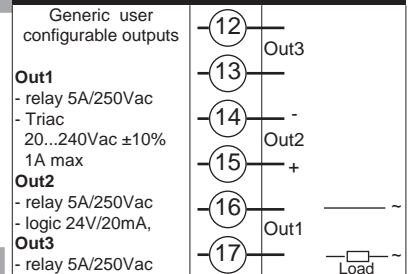 Generic user
configurable outputs
Out1
- relay 5A/250Vac
- Triac
20...240Vac ±10%
1A max
Out2
- relay 5A/250Vac
- logic 24V/20mA,
Out3
- relay 5A/250Vac
12
Out3
13
14 -
Out2
15 +
16 ~
Out1
17 ~
Load